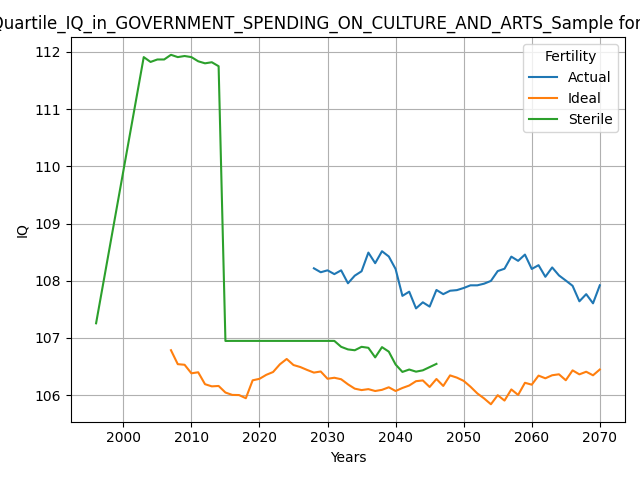 Quartile_IQ_in_GOVERNMENT_SPENDING_ON_CULTURE_AND_ARTS_Sample for
112
111
110
109
108
107
106
IQ
Fertility
Actual
Ideal
Sterile
2000 2010 2020 2030 2040 2050 2060 2070
Years